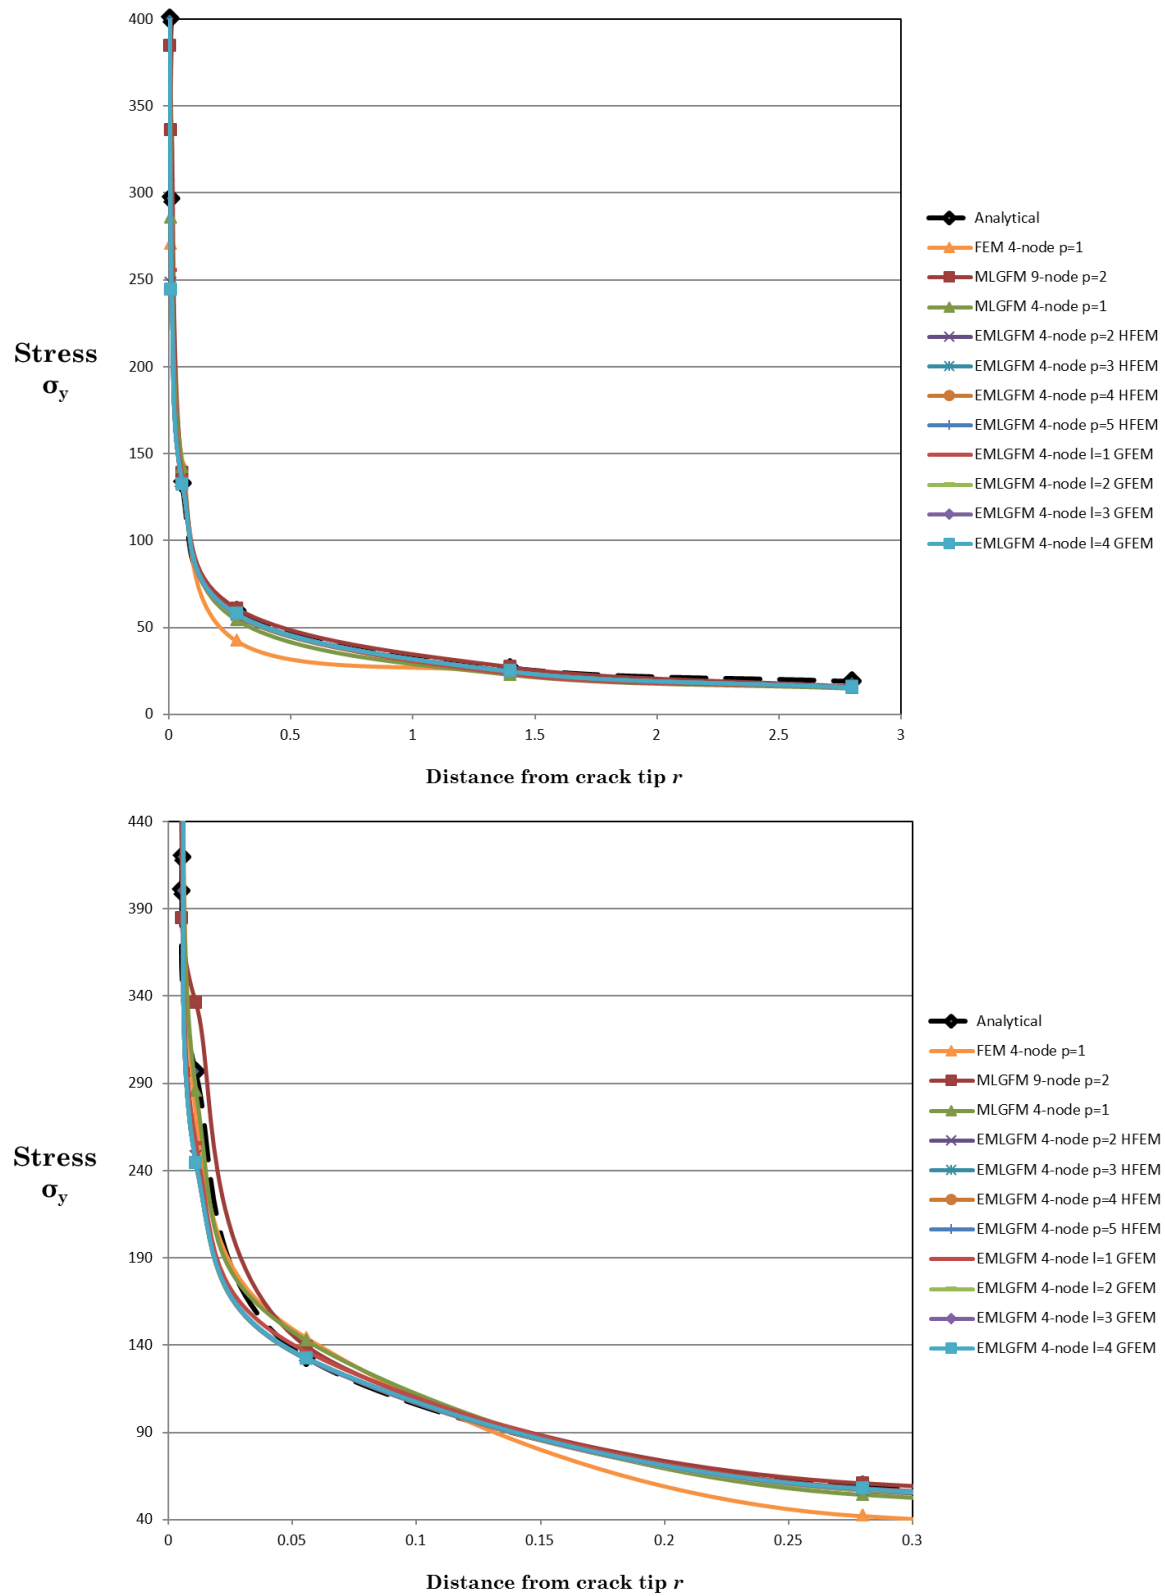 400
350
300
250
200
150
100
50
0
Stress
σy
0 0.5 1 1.5 2 2.5 3
Distance from crack tip r
Analytical
FEM 4-node p=1
MLGFM 9-node p=2
MLGFM 4-node p=1
EMLGFM 4-node p=2 HFEM
EMLGFM 4-node p=3 HFEM
EMLGFM 4-node p=4 HFEM
EMLGFM 4-node p=5 HFEM
EMLGFM 4-node l=1 GFEM
EMLGFM 4-node l=2 GFEM
EMLGFM 4-node l=3 GFEM
EMLGFM 4-node l=4 GFEM
440
390
340
290
240
190
140
90
40
Stress
σy
0 0.05 0.1 0.15 0.2 0.25 0.3
Distance from crack tip r
Analytical
FEM 4-node p=1
MLGFM 9-node p=2
MLGFM 4-node p=1
EMLGFM 4-node p=2 HFEM
EMLGFM 4-node p=3 HFEM
EMLGFM 4-node p=4 HFEM
EMLGFM 4-node p=5 HFEM
EMLGFM 4-node l=1 GFEM
EMLGFM 4-node l=2 GFEM
EMLGFM 4-node l=3 GFEM
EMLGFM 4-node l=4 GFEM